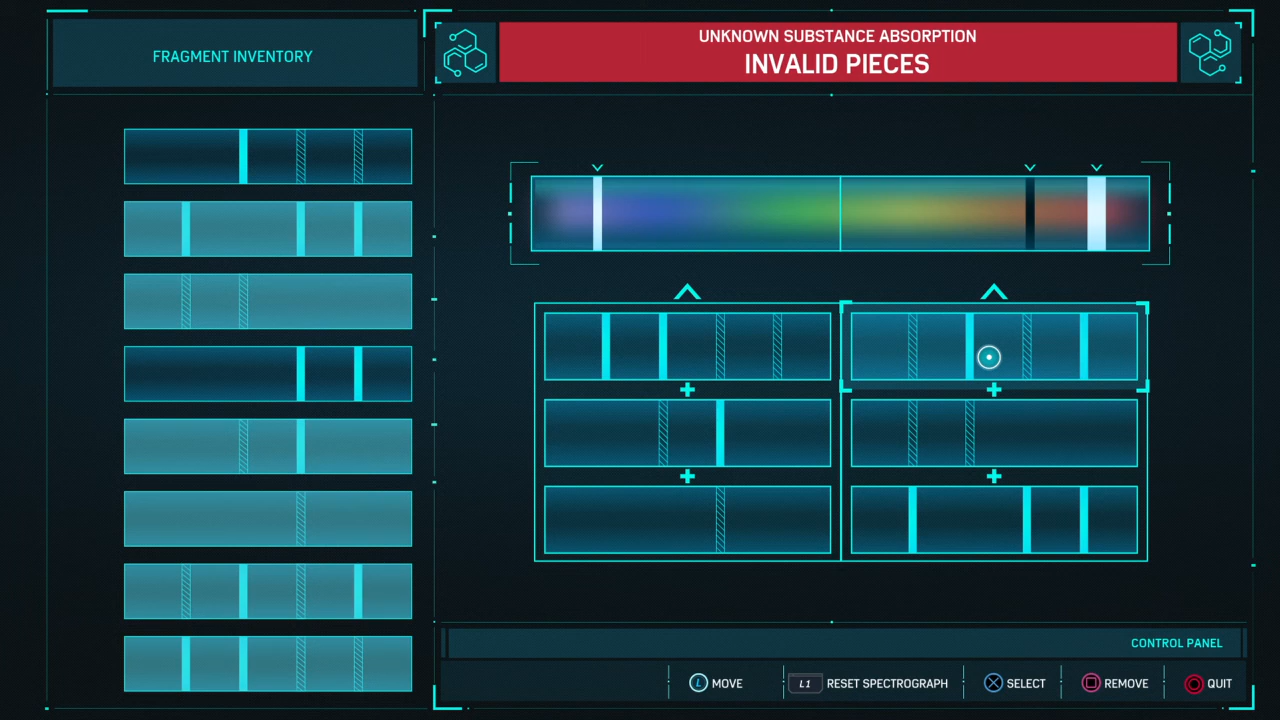 FRAGMENT INVENTORY
UNKNOWN SUBSTANCE ABSORPTION
INVALID PIECES
CONTROL PANEL
L MOVE
L1 RESET SPECTROGRAPH
SELECT
REMOVE
QUIT